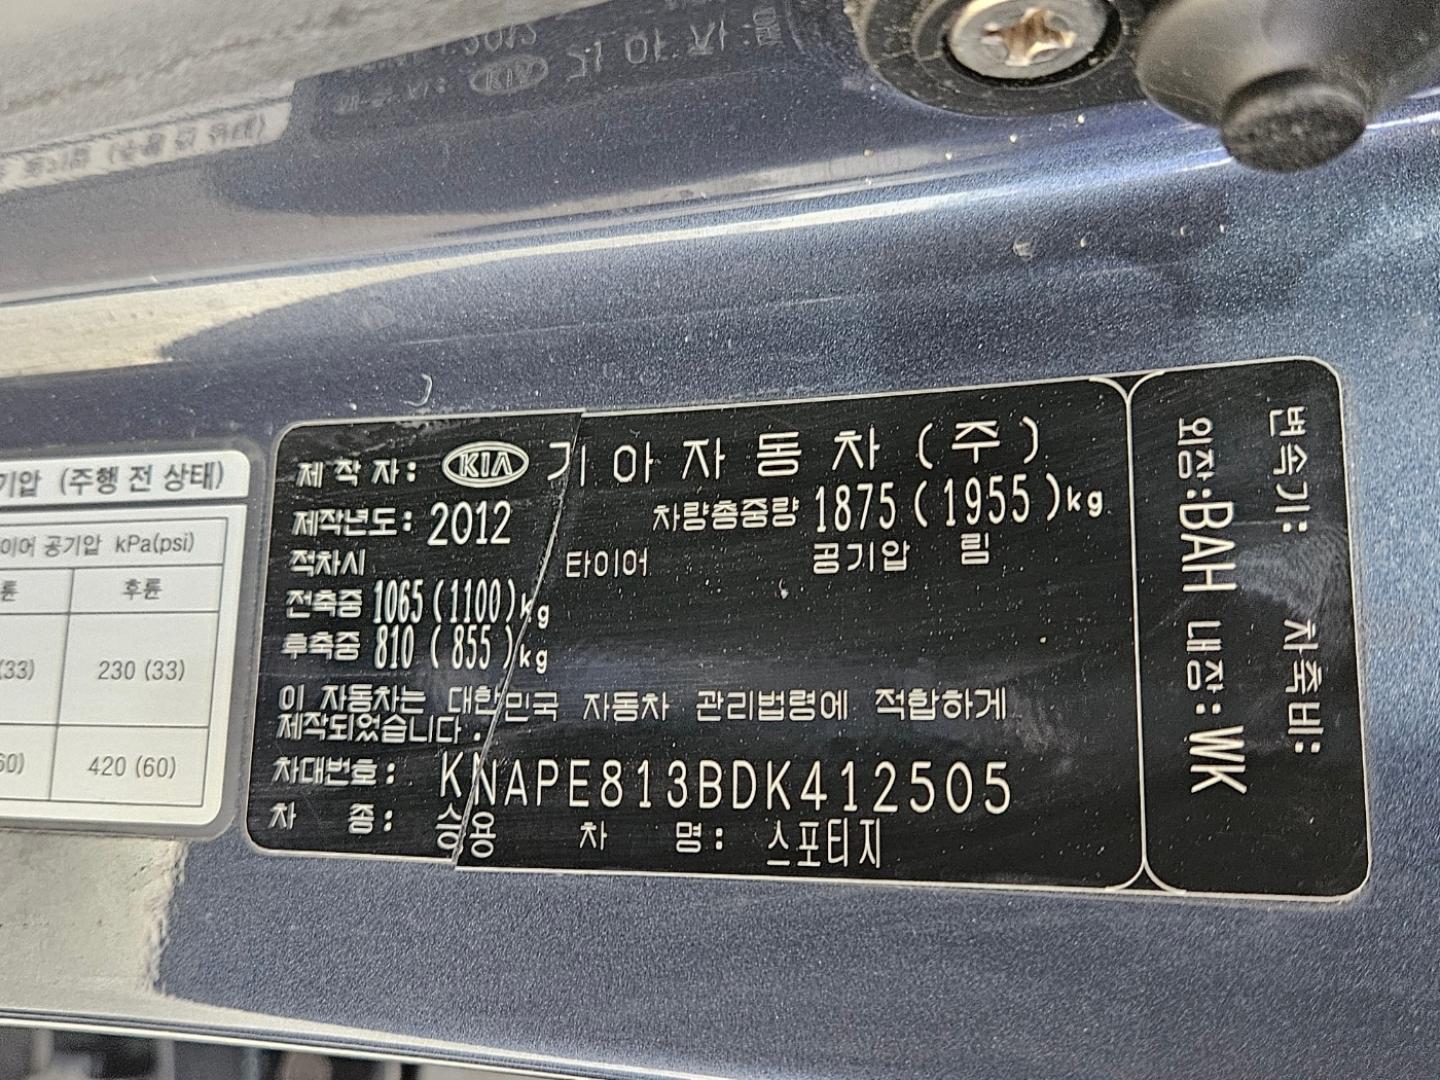 기압 (주행 전 상태)
이어 공기압 kPa(psi)
륜 후륜
(33) 230 (33)
60) 420 (60)
제 작 자: KIA 기 아 자 동 차 (주)
제작년도: 2012 차량총중량 1875 (1955) kg
적차시 타이어 공기압 림
전축중 1065 (1100) kg
후축중 810 (855) kg
이 자동차는 대한민국 자동차 관리법령에 적합하게
제작되었습니다.
차대번호: KNAPE813BDK412505
차 종: 승용 차 명: 스포티지
변속기: 차축비:
외장:BAH 내장:WK